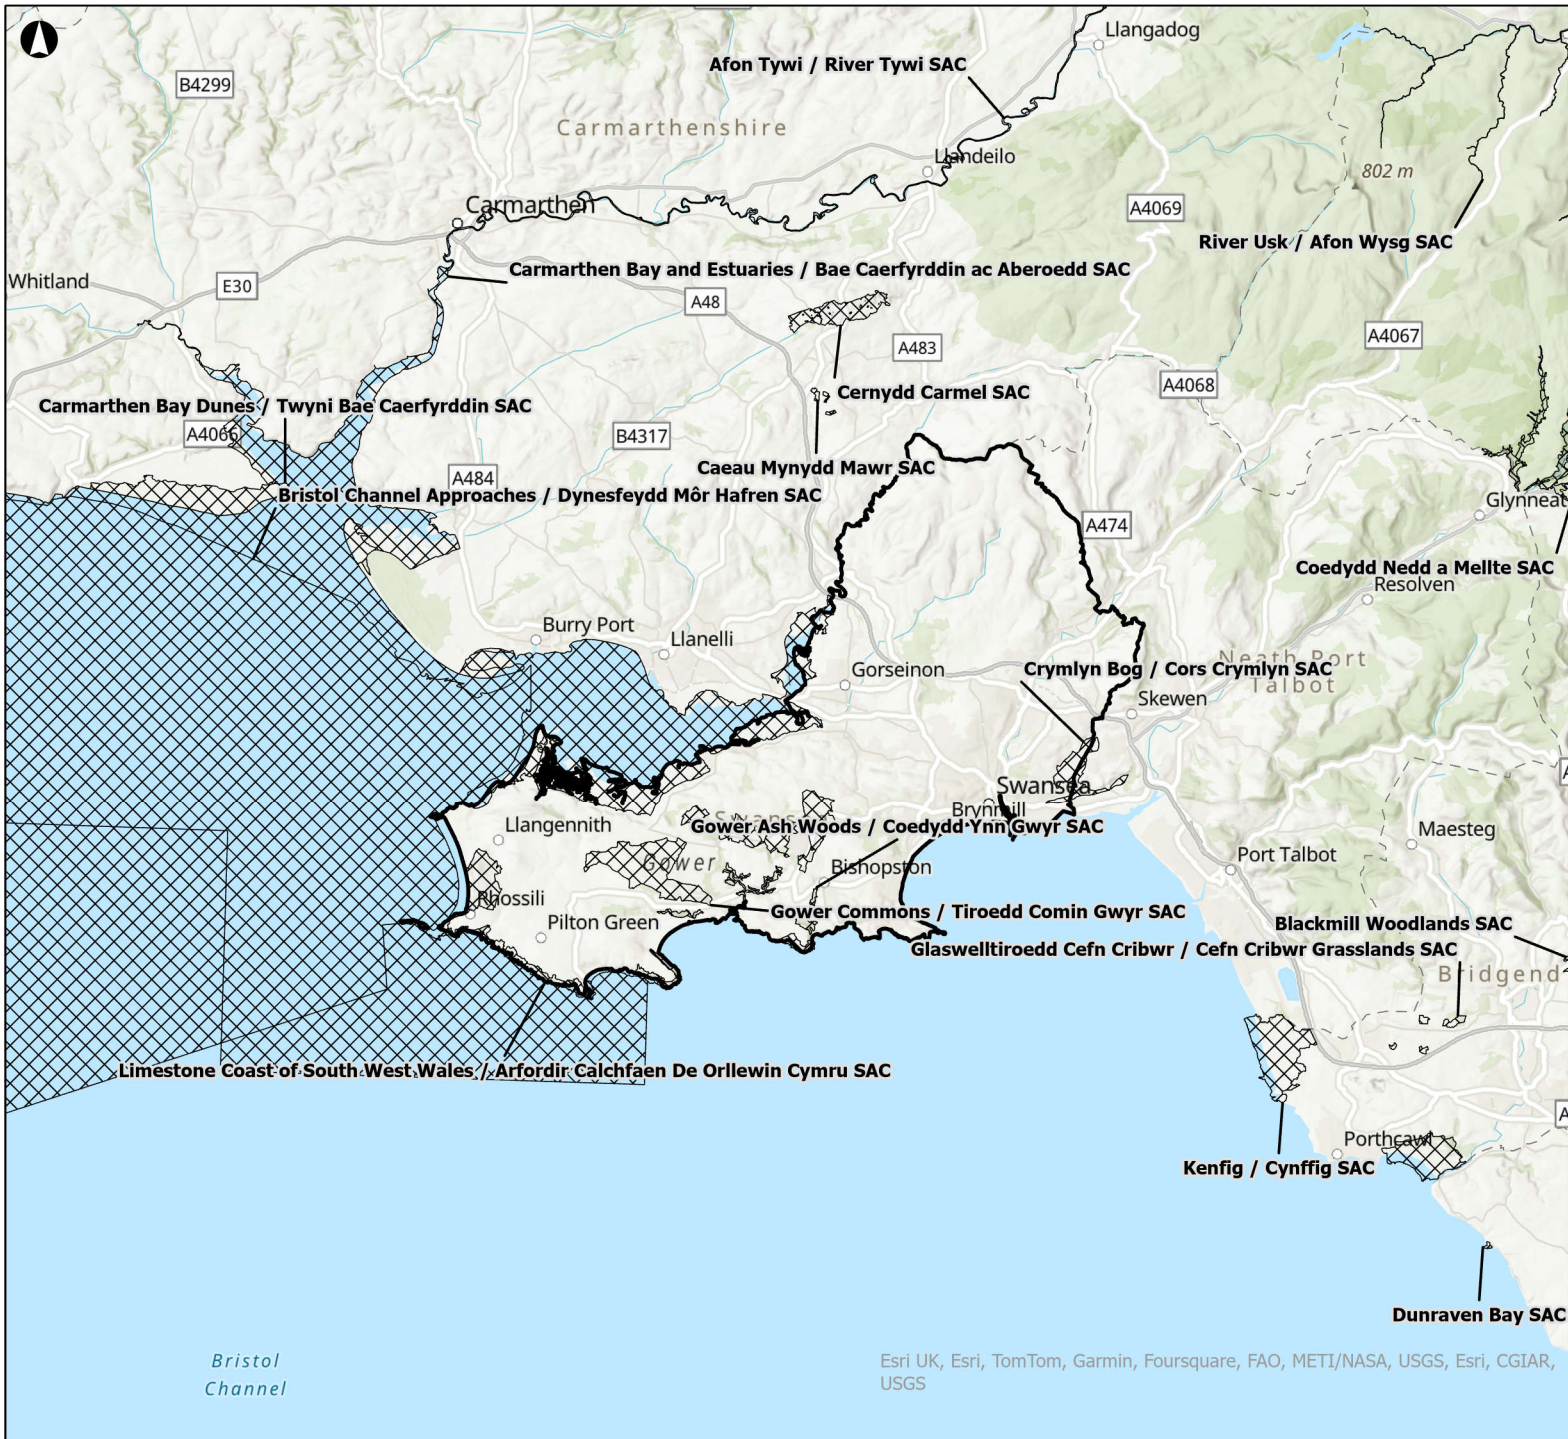 Llangadog
Afon Tywi / River Tywi SAC
B4299
Carmarthenshire
Llandeilo
802 m
Carmarthen
A4069
River Usk / Afon Wysg SAC
Carmarthen Bay and Estuaries / Bae Caerfyrddin ac Aberoedd SAC
Whitland
E30
A48
A4067
A483
A4068
Cernydd Carmel SAC
Carmarthen Bay Dunes / Twyni Bae Caerfyrddin SAC
A4066
B4317
Caeau Mynydd Mawr SAC
A484
Bristol Channel Approaches / Dynesfeydd Môr Hafren SAC
Glynneat
A474
Coedydd Nedd a Mellte SAC
Resolven
Burry Port
Llanelli
Neath Port
Talbot
Gorseinon
Crymlyn Bog / Cors Crymlyn SAC
Skewen
Swansea
Brynmill
Llangennith
Swansea
Gower Ash Woods / Coedydd Ynn Gwyr SAC
Maesteg
Port Talbot
Gower
Bishopston
Rhossili
Pilton Green
Gower Commons / Tiroedd Comin Gwyr SAC
Blackmill Woodlands SAC
Glaswelltiroedd Cefn Cribwr / Cefn Cribwr Grasslands SAC
Bridgend
Limestone Coast of South West Wales / Arfordir Calchfaen De Orllewin Cymru SAC
Porthcawl
Kenfig / Cynffig SAC
Dunraven Bay SAC
Bristol
Channel
Esri UK, Esri, TomTom, Garmin, Foursquare, FAO, METI/NASA, USGS, Esri, CGIAR,
USGS